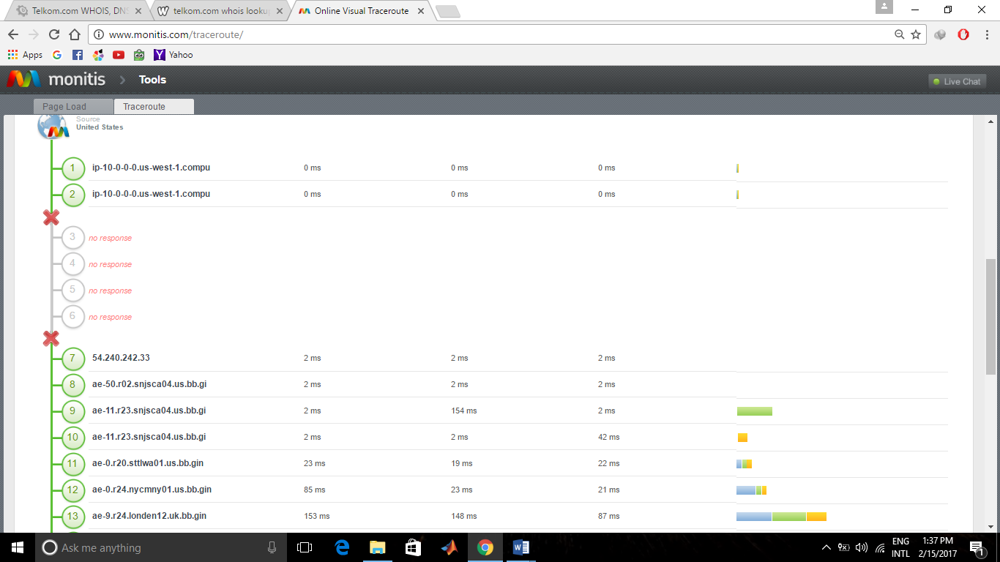 Telkom.com WHOIS, DN
telkom.com whois looku
Online Visual Traceroute
www.monitis.com/traceroute/
Apps
Yahoo
monitis
Tools
Live Chat
Page Load
Traceroute
Source
United States
1 ip-10-0-0-0.us-west-1.compu 0 ms 0 ms 0 ms
2 ip-10-0-0-0.us-west-1.compu 0 ms 0 ms 0 ms
3 no response
4 no response
5 no response
6 no response
7 54.240.242.33 2 ms 2 ms 2 ms
8 ae-50.r02.snjsca04.us.bb.gi 2 ms 2 ms 2 ms
9 ae-11.r23.snjsca04.us.bb.gi 2 ms 154 ms 2 ms
10 ae-11.r23.snjsca04.us.bb.gi 2 ms 2 ms 42 ms
11 ae-0.r20.sttlwa01.us.bb.gin 23 ms 19 ms 22 ms
12 ae-0.r24.nycmny01.us.bb.gin 85 ms 23 ms 21 ms
13 ae-9.r24.londen12.uk.bb.gin 153 ms 148 ms 87 ms
Ask me anything
ENG
INTL
1:37 PM
2/15/2017
1